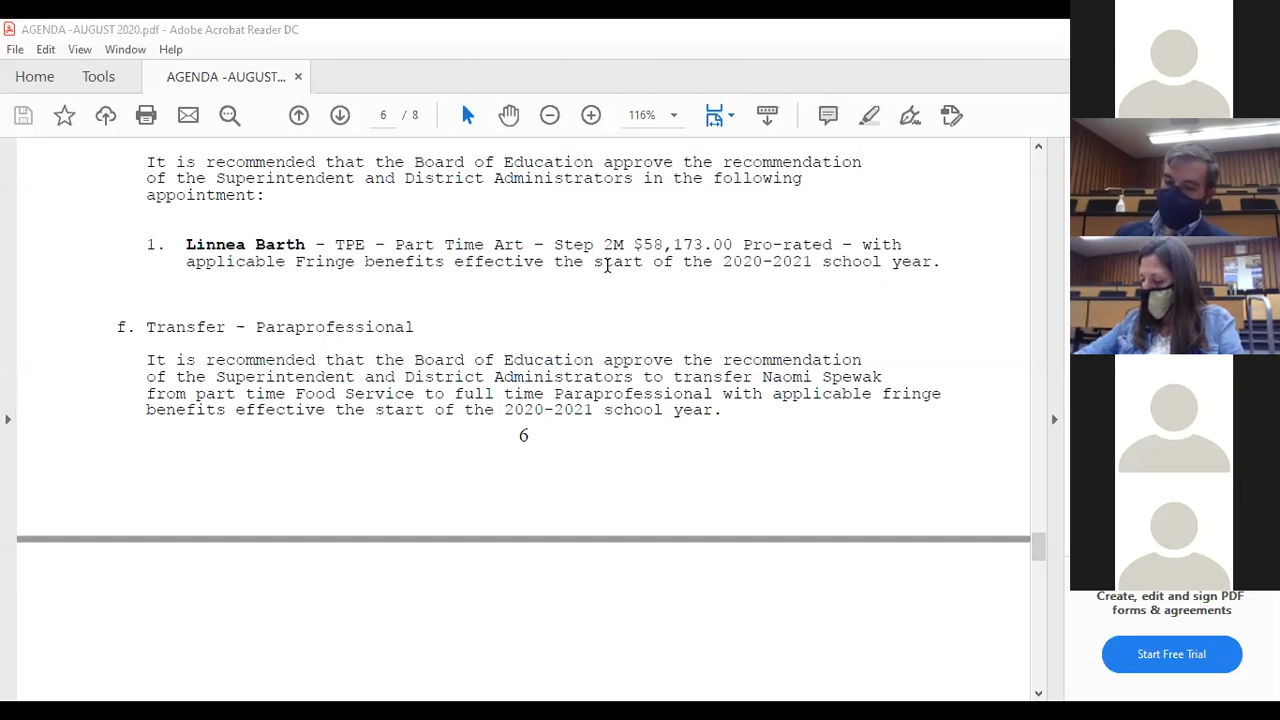 AGENDA -AUGUST 2020.pdf - Adobe Acrobat Reader DC
File Edit View Window Help
Home Tools AGENDA -AUGUST... ×
6 / 8 116%
It is recommended that the Board of Education approve the recommendation
of the Superintendent and District Administrators in the following
appointment:
1. Linnea Barth - TPE - Part Time Art - Step 2M $58,173.00 Pro-rated - with
applicable Fringe benefits effective the start of the 2020-2021 school year.
f. Transfer - Paraprofessional
It is recommended that the Board of Education approve the recommendation
of the Superintendent and District Administrators to transfer Naomi Spewak
from part time Food Service to full time Paraprofessional with applicable fringe
benefits effective the start of the 2020-2021 school year.
6
Create, edit and sign PDF
forms & agreements
Start Free Trial